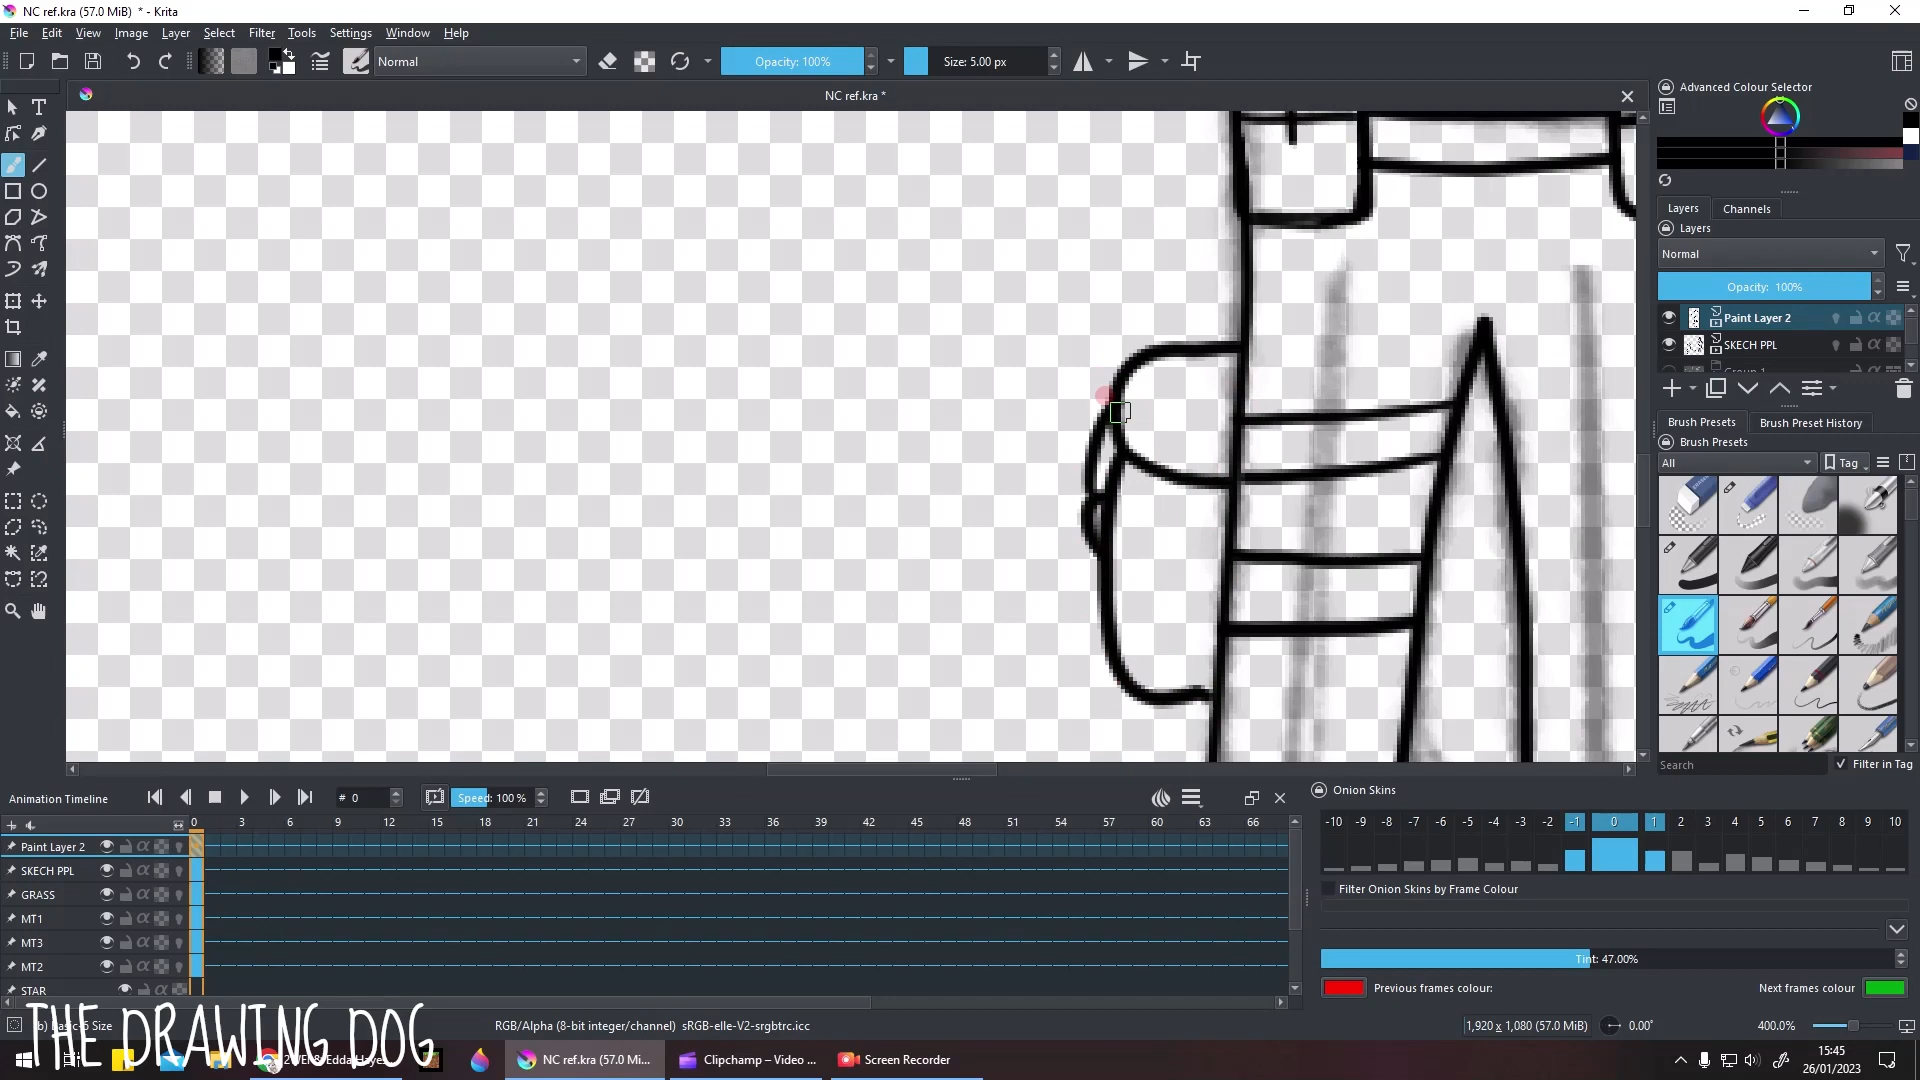 NC ref.kra (57.0 MiB) * - Krita
File Edit View Image Layer Select Filter Tools Settings Window Help
Normal Opacity: 100% Size: 5.00 px
NC ref.kra *
Advanced Colour Selector
Layers Channels
Layers
Normal
Opacity: 100%
Paint Layer 2
SKECH PPL
Group 1
Brush Presets Brush Preset History
Brush Presets
All Tag
Search Filter in Tag
Animation Timeline # 0 Speed: 100 %
0 3 6 9 12 15 18 21 24 27 30 33 36 39 42 45 48 51 54 57 60 63 66
Paint Layer 2
SKECH PPL
GRASS
MT1
MT3
MT2
STAR
Onion Skins
-10 -9 -8 -7 -6 -5 -4 -3 -2 -1 0 1 2 3 4 5 6 7 8 9 10
Filter Onion Skins by Frame Colour
Tint: 47.00%
Previous frames colour: Next frames colour
THE DRAWING DOG
RGB/Alpha (8-bit integer/channel) sRGB-elle-V2-srgbtrc.icc
1,920 x 1,080 (57.0 MiB) 0.00° 400.0%
NC ref.kra (57.0 Mi... Clipchamp – Video ... Screen Recorder
15:45
26/01/2023